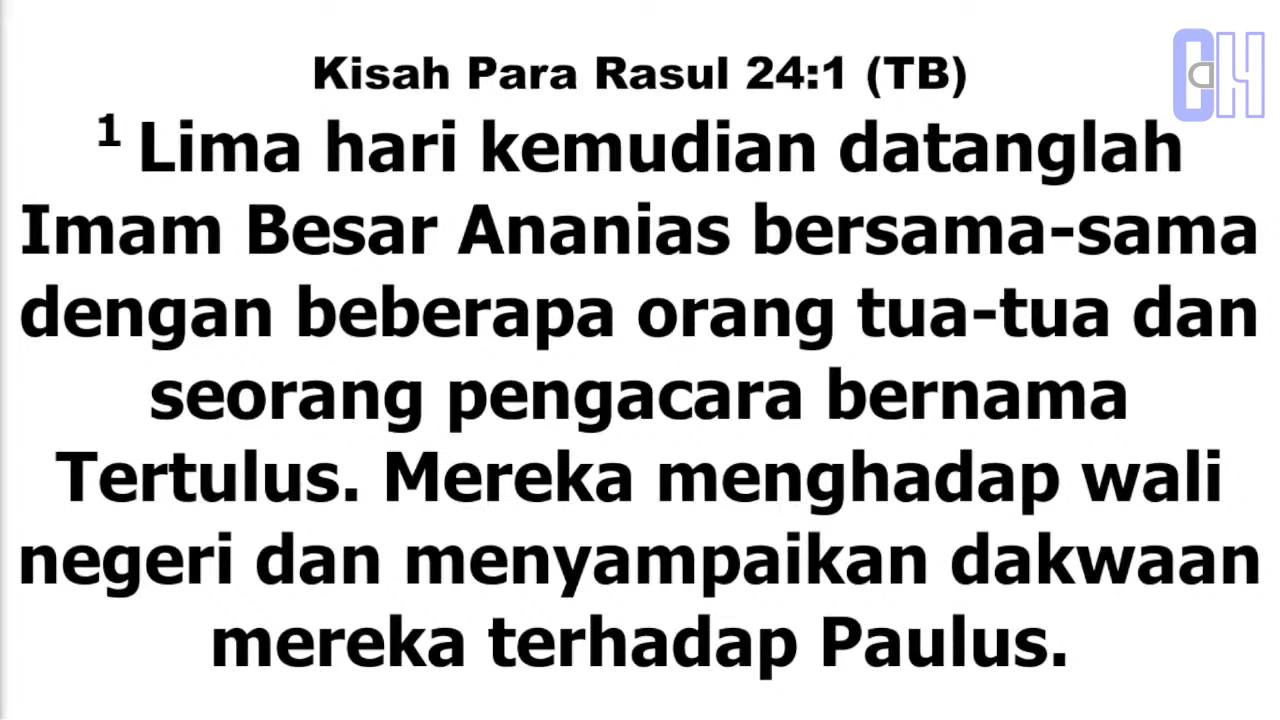 Kisah Para Rasul 24:1 (TB)
1 Lima hari kemudian datanglah
Imam Besar Ananias bersama-sama
dengan beberapa orang tua-tua dan
seorang pengacara bernama
Tertulus. Mereka menghadap wali
negeri dan menyampaikan dakwaan
mereka terhadap Paulus.